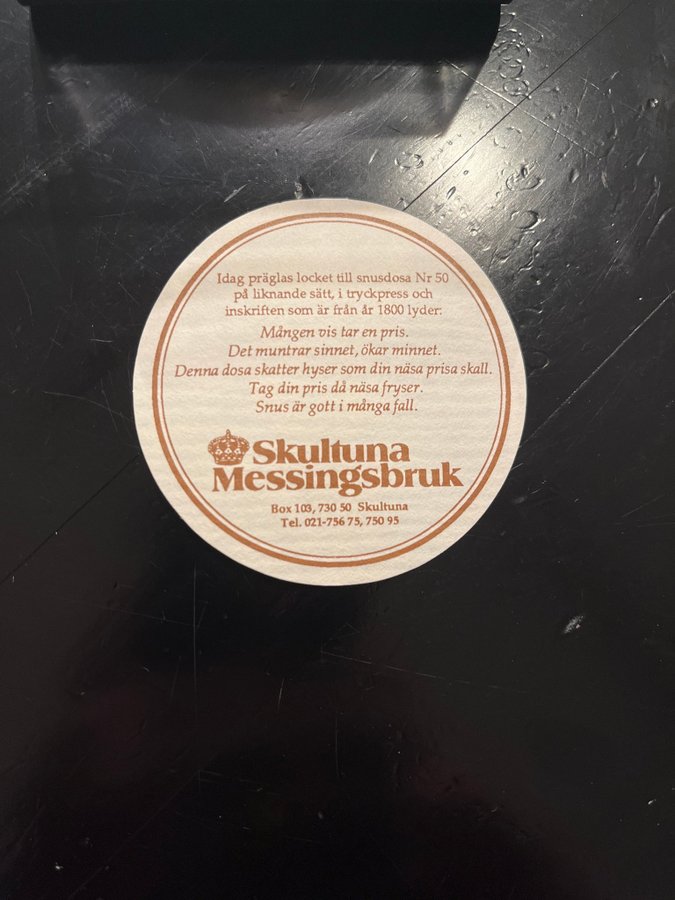 Idag präglas locket till snusdosa Nr 50
på liknande sätt, i tryckpress och
inskriften som är från år 1800 lyder:
Mången vis tar en pris.
Det muntrar sinnet, ökar minnet.
Denna dosa skatter hyser som din näsa prisa skall.
Tag din pris då näsa fryser.
Snus är gott i många fall.
Skultuna
Messingsbruk
Box 103, 730 50 Skultuna
Tel. 021-756 75, 750 95